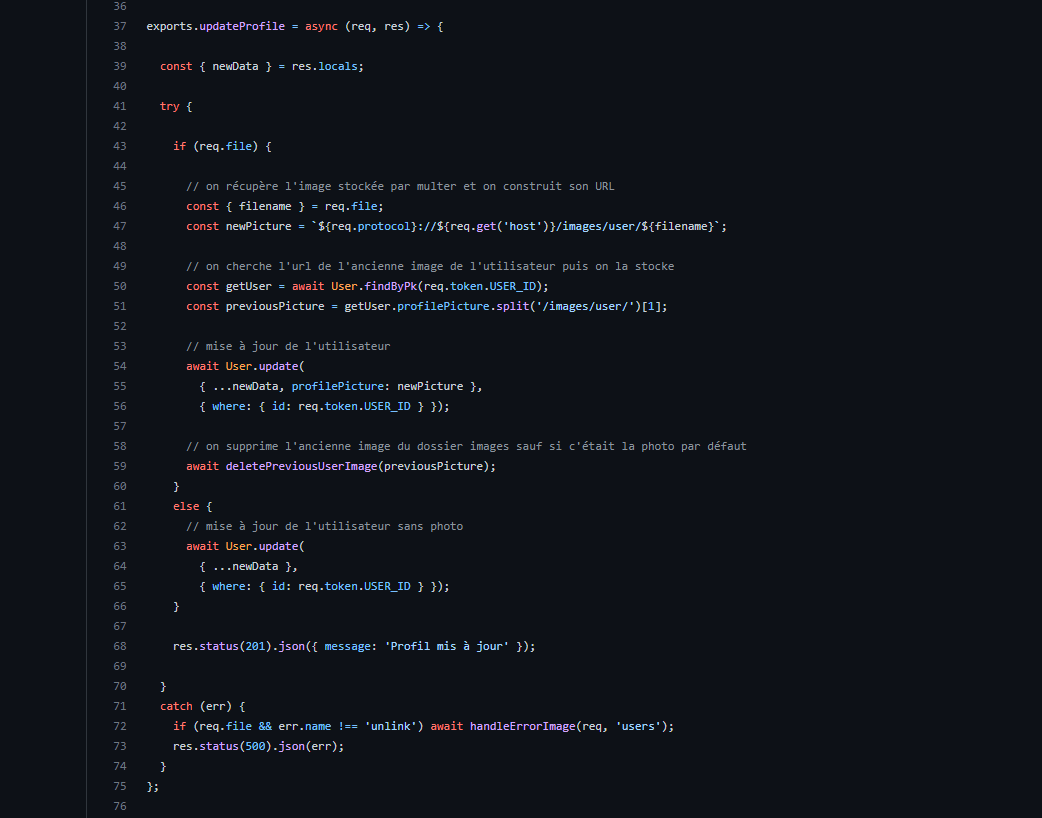 36
37 exports.updateProfile = async (req, res) => {
38
39 const { newData } = res.locals;
40
41 try {
42
43 if (req.file) {
44
45 // on récupère l'image stockée par multer et on construit son URL
46 const { filename } = req.file;
47 const newPicture = `${req.protocol}://${req.get('host')}/images/user/${filename}`;
48
49 // on cherche l'url de l'ancienne image de l'utilisateur puis on la stocke
50 const getUser = await User.findByPk(req.token.USER_ID);
51 const previousPicture = getUser.profilePicture.split('/images/user/')[1];
52
53 // mise à jour de l'utilisateur
54 await User.update(
55 { ...newData, profilePicture: newPicture },
56 { where: { id: req.token.USER_ID } });
57
58 // on supprime l'ancienne image du dossier images sauf si c'était la photo par défaut
59 await deletePreviousUserImage(previousPicture);
60 }
61 else {
62 // mise à jour de l'utilisateur sans photo
63 await User.update(
64 { ...newData },
65 { where: { id: req.token.USER_ID } });
66 }
67
68 res.status(201).json({ message: 'Profil mis à jour' });
69
70 }
71 catch (err) {
72 if (req.file && err.name !== 'unlink') await handleErrorImage(req, 'users');
73 res.status(500).json(err);
74 }
75 };
76